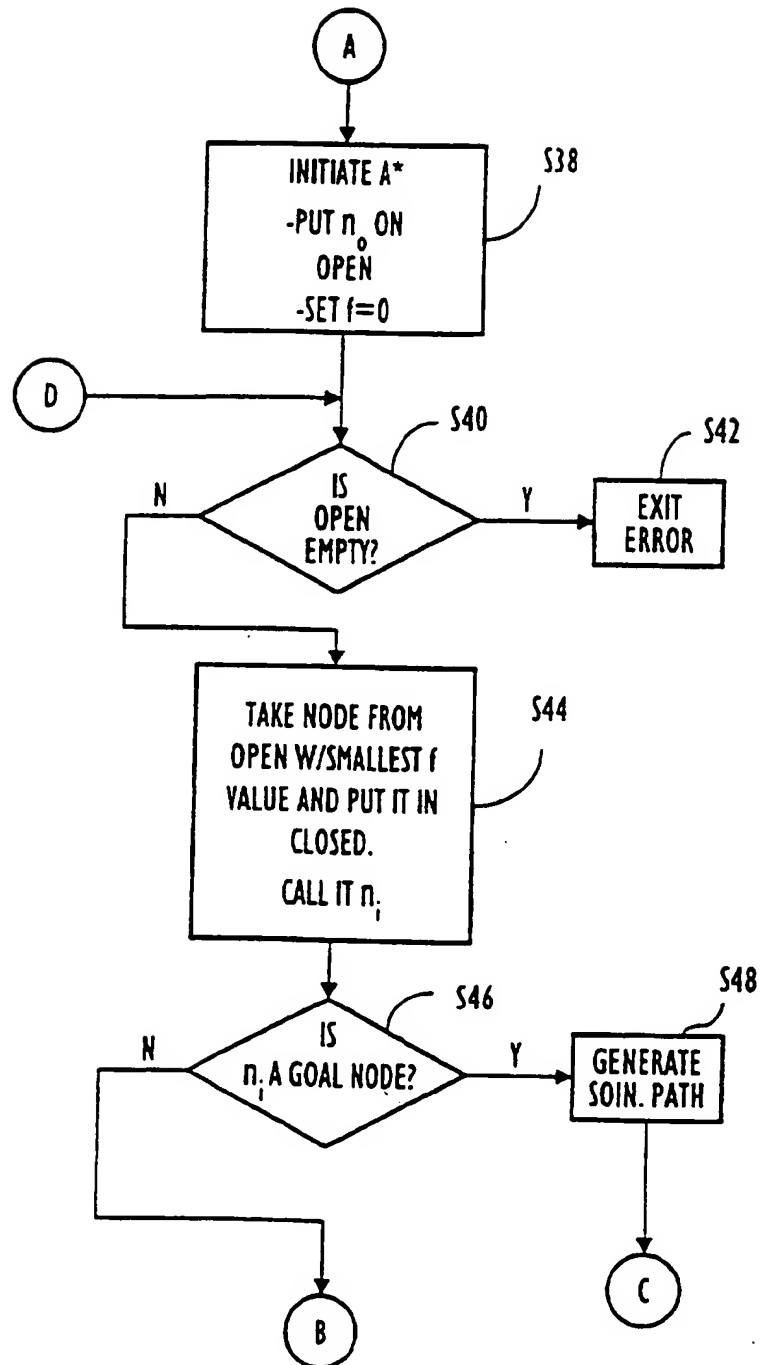 A
INITIATE A*
-PUT n₀ ON
OPEN
-SET f=0
S38
D
S40
S42
N
IS
OPEN
EMPTY?
Y
EXIT
ERROR
TAKE NODE FROM
OPEN W/SMALLEST f
VALUE AND PUT IT IN
CLOSED.
CALL IT nᵢ
S44
S46
S48
N
IS
nᵢ A GOAL NODE?
Y
GENERATE
SOIN. PATH
B
C